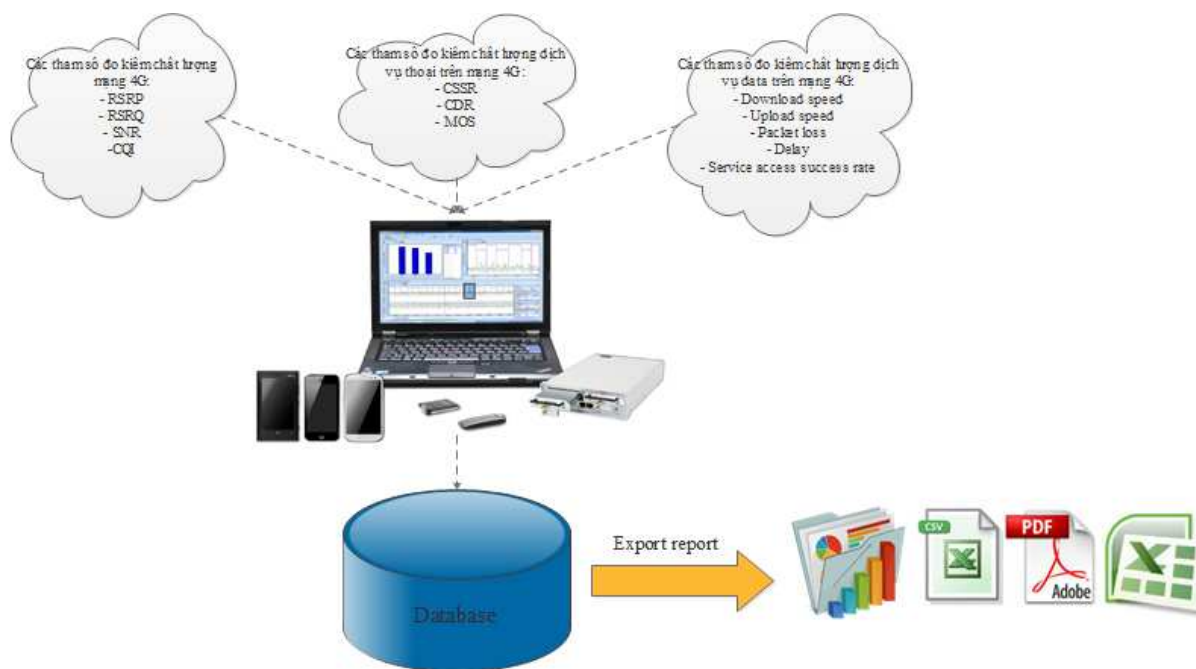 Các tham số đo kiểm chất lượng
mạng 4G:
- RSRP
- RSRQ
- SNR
-CQI
Các tham số đo kiểm chất lượng dịch
vụ thoại trên mạng 4G:
- CSSR
- CDR
- MOS
Các tham số đo kiểm chất lượng dịch
vụ data trên mạng 4G:
- Download speed
- Upload speed
- Packet loss
- Delay
- Service access success rate
Database
Export report
CSV
PDF
Adobe